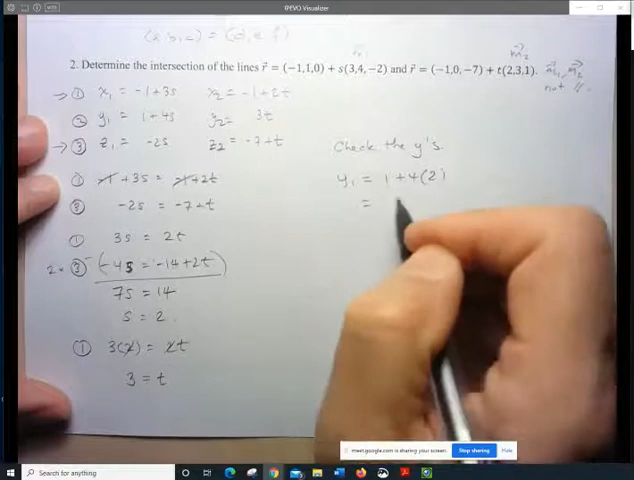 IPEVO Visualizer
(a, b, c) = (d, e, f)
2. Determine the intersection of the lines r⃗ = (−1,1,0) + s(3,4,−2) and r⃗ = (−1,0,−7) + t(2,3,1).
m⃗₂
m⃗₁, m⃗₂
not //.
→ ① x₁ = -1+3s x₂ = -1+2t
② y₁ = 1+4s y₂ = 3t
→ ③ z₁ = -2s z₂ = -7+t
① -1+3s = -1+2t
③ -2s = -7+t
① 3s = 2t
2×③ -(-4s = -14+2t)
7s = 14
s = 2
① 3(2) = 2t
3 = t
Check the y's.
y₁ = 1+4(2)
=
meet.google.com is sharing your screen.
Stop sharing
Hide
Search for anything